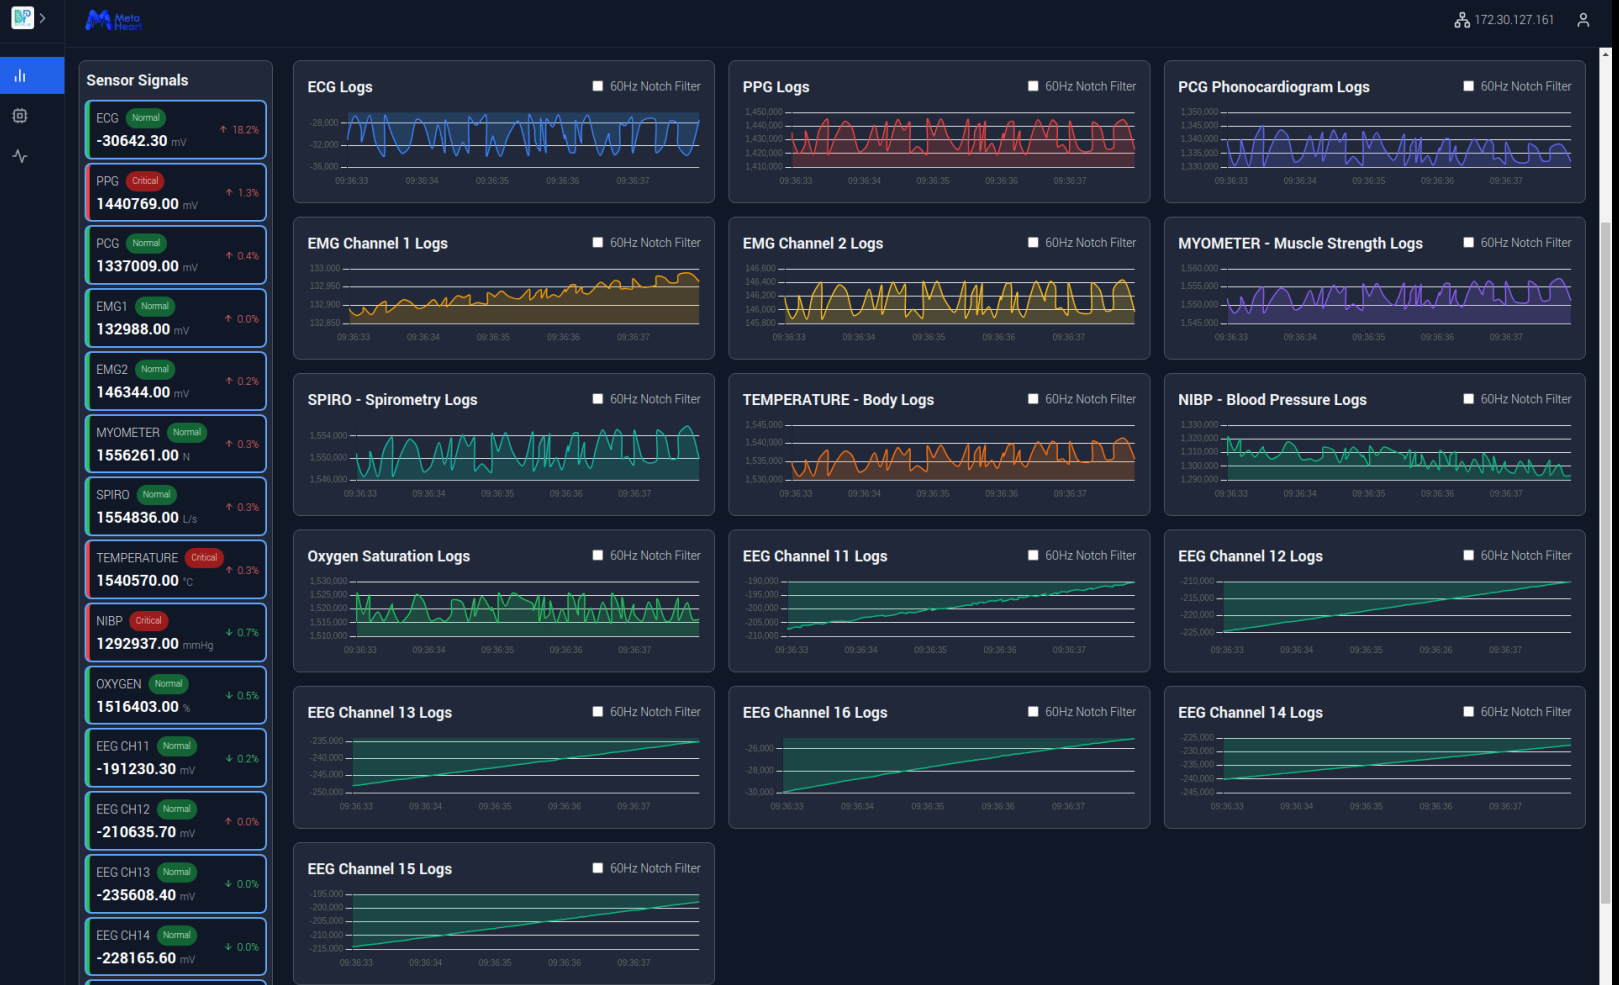 Meta
Heart
172.30.127.161
Sensor Signals
ECG Normal
-30642.30 mV
↑ 18.2%
PPG Critical
1440769.00 mV
↑ 1.3%
PCG Normal
1337009.00 mV
↑ 0.4%
EMG1 Normal
132988.00 mV
↑ 0.0%
EMG2 Normal
146344.00 mV
↑ 0.2%
MYOMETER Normal
1556261.00 N
↑ 0.3%
SPIRO Normal
1554836.00 L/s
↑ 0.3%
TEMPERATURE Critical
1540570.00 °C
↑ 0.3%
NIBP Critical
1292937.00 mmHg
↓ 0.7%
OXYGEN Normal
1516403.00 %
↓ 0.5%
EEG CH11 Normal
-191230.30 mV
↓ 0.2%
EEG CH12 Normal
-210635.70 mV
↑ 0.0%
EEG CH13 Normal
-235608.40 mV
↓ 0.0%
EEG CH14 Normal
-228165.60 mV
↓ 0.0%
ECG Logs
60Hz Notch Filter
-28,000
-32,000
-36,000
09:36:33 09:36:34 09:36:35 09:36:36 09:36:37
PPG Logs
60Hz Notch Filter
1,450,000
1,440,000
1,430,000
1,420,000
1,410,000
09:36:33 09:36:34 09:36:35 09:36:36 09:36:37
PCG Phonocardiogram Logs
60Hz Notch Filter
1,350,000
1,345,000
1,340,000
1,335,000
1,330,000
09:36:33 09:36:34 09:36:35 09:36:36 09:36:37
EMG Channel 1 Logs
60Hz Notch Filter
133,000
132,950
132,900
132,850
09:36:33 09:36:34 09:36:35 09:36:36 09:36:37
EMG Channel 2 Logs
60Hz Notch Filter
146,600
146,400
146,200
146,000
145,800
09:36:33 09:36:34 09:36:35 09:36:36 09:36:37
MYOMETER - Muscle Strength Logs
60Hz Notch Filter
1,560,000
1,555,000
1,550,000
1,545,000
09:36:33 09:36:34 09:36:35 09:36:36 09:36:37
SPIRO - Spirometry Logs
60Hz Notch Filter
1,554,000
1,550,000
1,546,000
09:36:33 09:36:34 09:36:35 09:36:36 09:36:37
TEMPERATURE - Body Logs
60Hz Notch Filter
1,545,000
1,540,000
1,535,000
1,530,000
09:36:33 09:36:34 09:36:35 09:36:36 09:36:37
NIBP - Blood Pressure Logs
60Hz Notch Filter
1,330,000
1,320,000
1,310,000
1,300,000
1,290,000
09:36:33 09:36:34 09:36:35 09:36:36 09:36:37
Oxygen Saturation Logs
60Hz Notch Filter
1,530,000
1,525,000
1,520,000
1,515,000
1,510,000
09:36:33 09:36:34 09:36:35 09:36:36 09:36:37
EEG Channel 11 Logs
60Hz Notch Filter
-190,000
-195,000
-200,000
-205,000
-210,000
09:36:33 09:36:34 09:36:35 09:36:36 09:36:37
EEG Channel 12 Logs
60Hz Notch Filter
-210,000
-215,000
-220,000
-225,000
09:36:33 09:36:34 09:36:35 09:36:36 09:36:37
EEG Channel 13 Logs
60Hz Notch Filter
-235,000
-240,000
-245,000
-250,000
09:36:33 09:36:34 09:36:35 09:36:36 09:36:37
EEG Channel 16 Logs
60Hz Notch Filter
-26,000
-28,000
-30,000
09:36:33 09:36:34 09:36:35 09:36:36 09:36:37
EEG Channel 14 Logs
60Hz Notch Filter
-225,000
-230,000
-235,000
-240,000
-245,000
09:36:33 09:36:34 09:36:35 09:36:36 09:36:37
EEG Channel 15 Logs
60Hz Notch Filter
-195,000
-200,000
-205,000
-210,000
-215,000
09:36:33 09:36:34 09:36:35 09:36:36 09:36:37